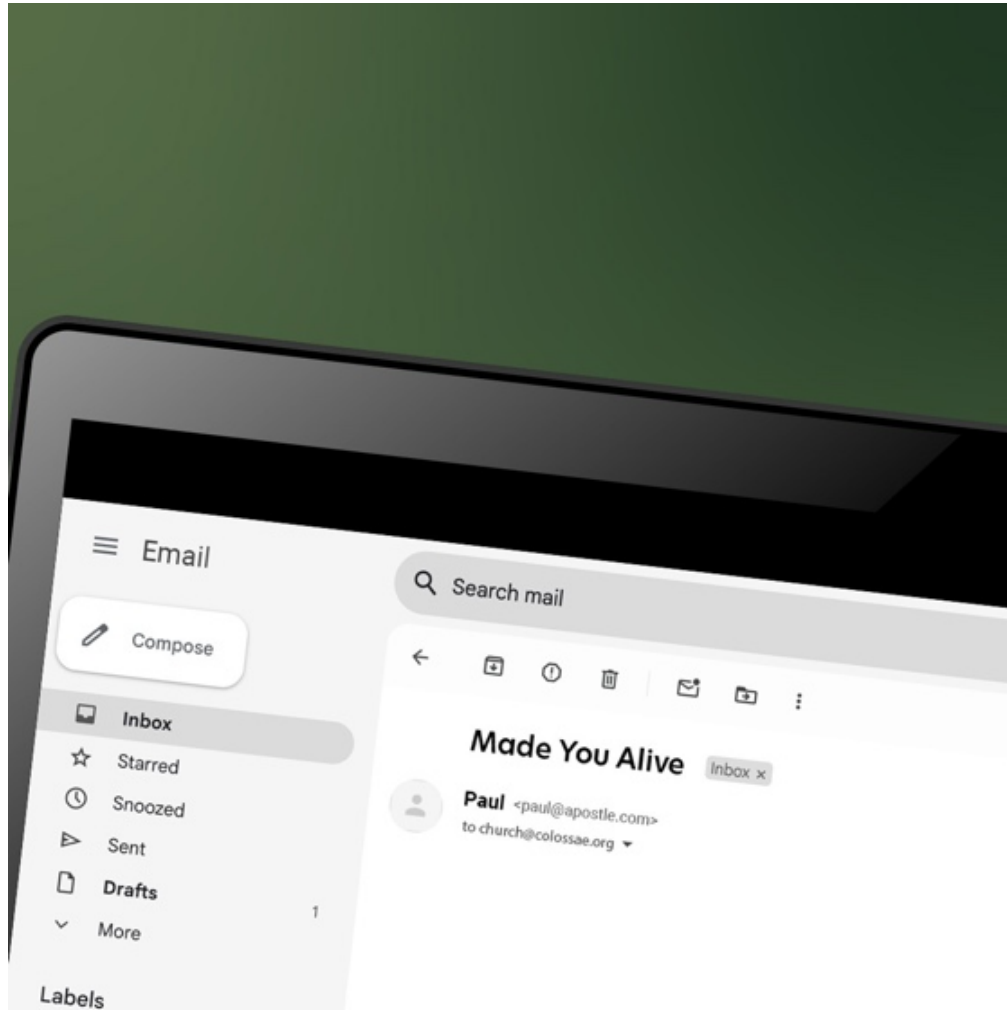 Email
Search mail
Compose
Inbox
Starred
Snoozed
Sent
Drafts 1
More
Labels
Made You Alive Inbox ×
Paul <paul@apostle.com>
to church@colossae.org